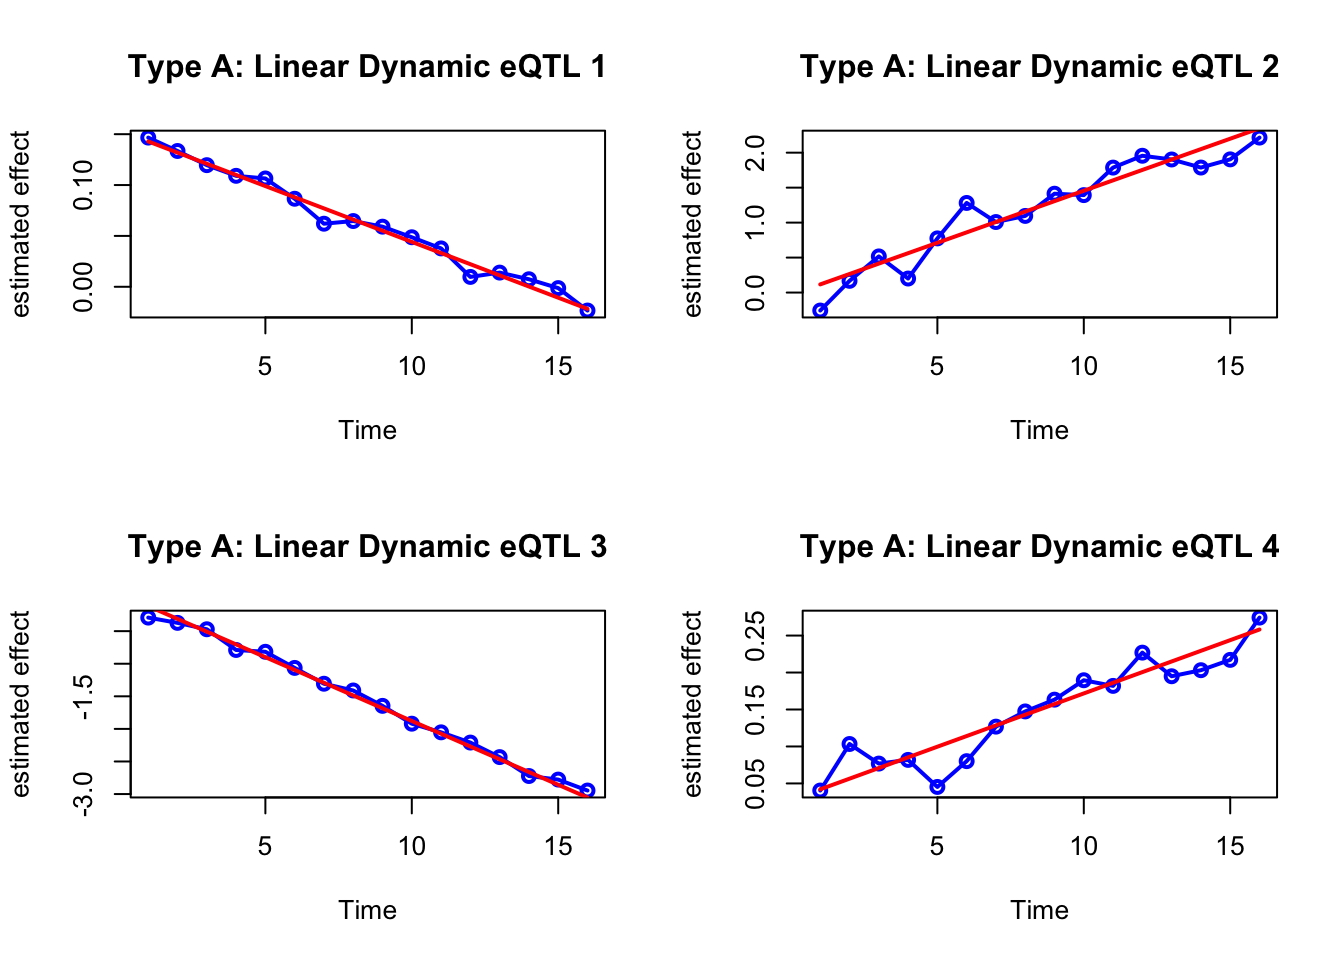 Type A: Linear Dynamic eQTL 1
estimated effect
0.10
0.00
5 10 15
Time
Type A: Linear Dynamic eQTL 2
estimated effect
2.0
1.0
0.0
5 10 15
Time
Type A: Linear Dynamic eQTL 3
estimated effect
-1.5
-3.0
5 10 15
Time
Type A: Linear Dynamic eQTL 4
estimated effect
0.25
0.15
0.05
5 10 15
Time